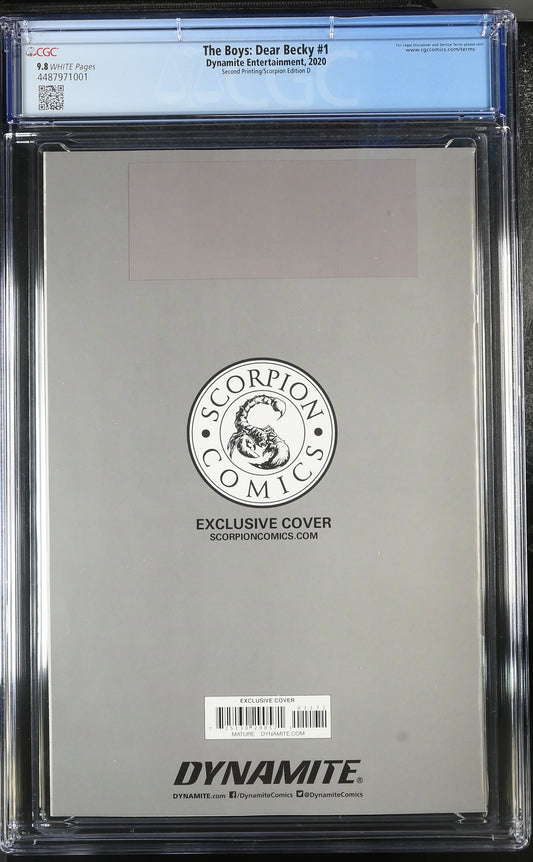 CGC
The Boys: Dear Becky #1
Dynamite Entertainment, 2020
Second Printing/Scorpion Edition D
9.8 WHITE Pages
4487971001
For Legal Disclaimer and Service Terms please visit
www.cgccomics.com/terms
CGC
SCORPION
COMICS
EXCLUSIVE COVER
SCORPIONCOMICS.COM
EXCLUSIVE COVER
01171
MATURE DYNAMITE.COM
DYNAMITE®
DYNAMITE.com /DynamiteComics @DynamiteComics